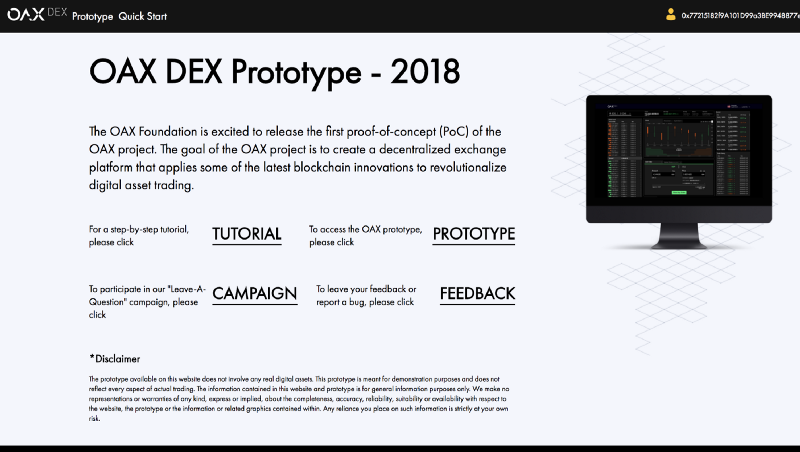 OAX DEX Prototype Quick Start 0x77215182f9A101D99a3BE9948877e
OAX DEX Prototype - 2018
The OAX Foundation is excited to release the first proof-of-concept (PoC) of the
OAX project. The goal of the OAX project is to create a decentralized exchange
platform that applies some of the latest blockchain innovations to revolutionalize
digital asset trading.
For a step-by-step tutorial,
please click
TUTORIAL
To access the OAX prototype,
please click
PROTOTYPE
To participate in our "Leave-A-
Question" campaign, please
click
CAMPAIGN
To leave your feedback or
report a bug, please click
FEEDBACK
*Disclaimer
The prototype available on this website does not involve any real digital assets. This prototype is meant for demonstration purposes and does not
reflect every aspect of actual trading. The information contained in this website and prototype is for general information purposes only. We make no
representations or warranties of any kind, express or implied, about the completeness, accuracy, reliability, suitability or availability with respect to
the website, the prototype or the information or related graphics contained within. Any reliance you place on such information is strictly at your own
risk.